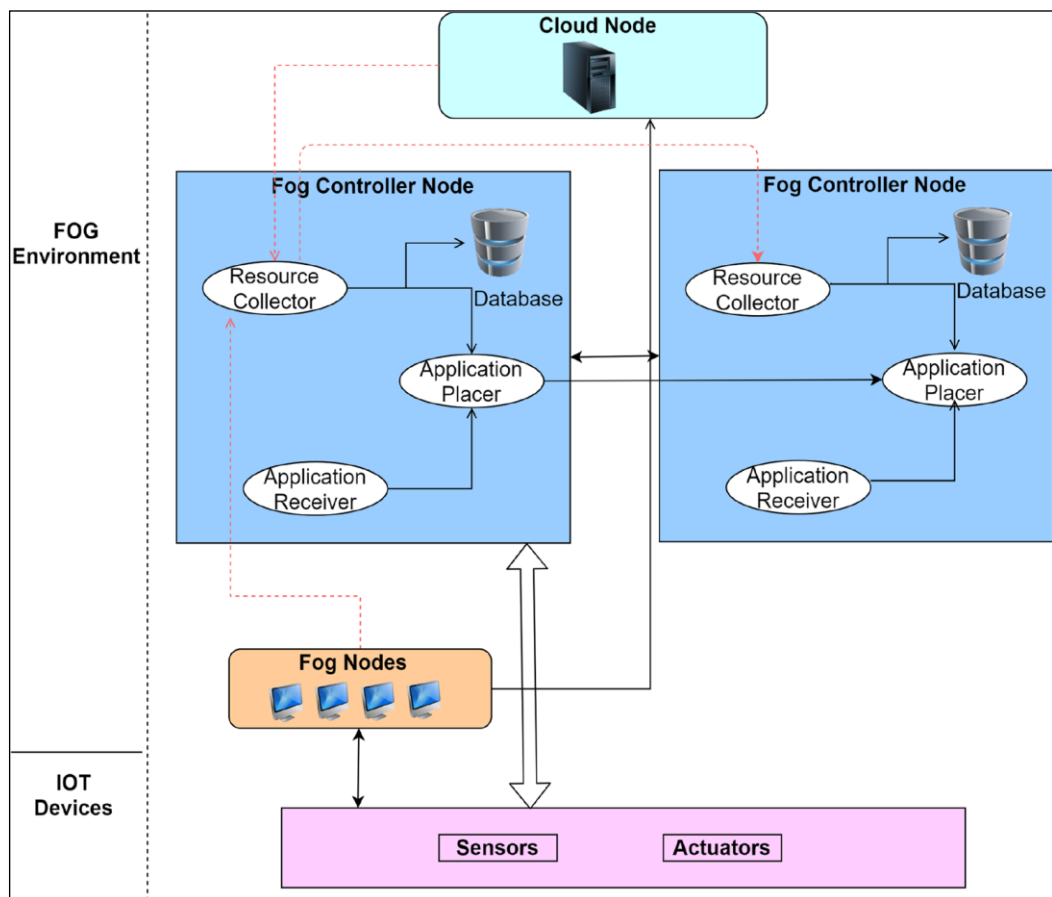 Cloud Node
FOG
Environment
Fog Controller Node
Resource
Collector
Database
Application
Placer
Application
Receiver
Fog Controller Node
Resource
Collector
Database
Application
Placer
Application
Receiver
Fog Nodes
IOT
Devices
Sensors
Actuators